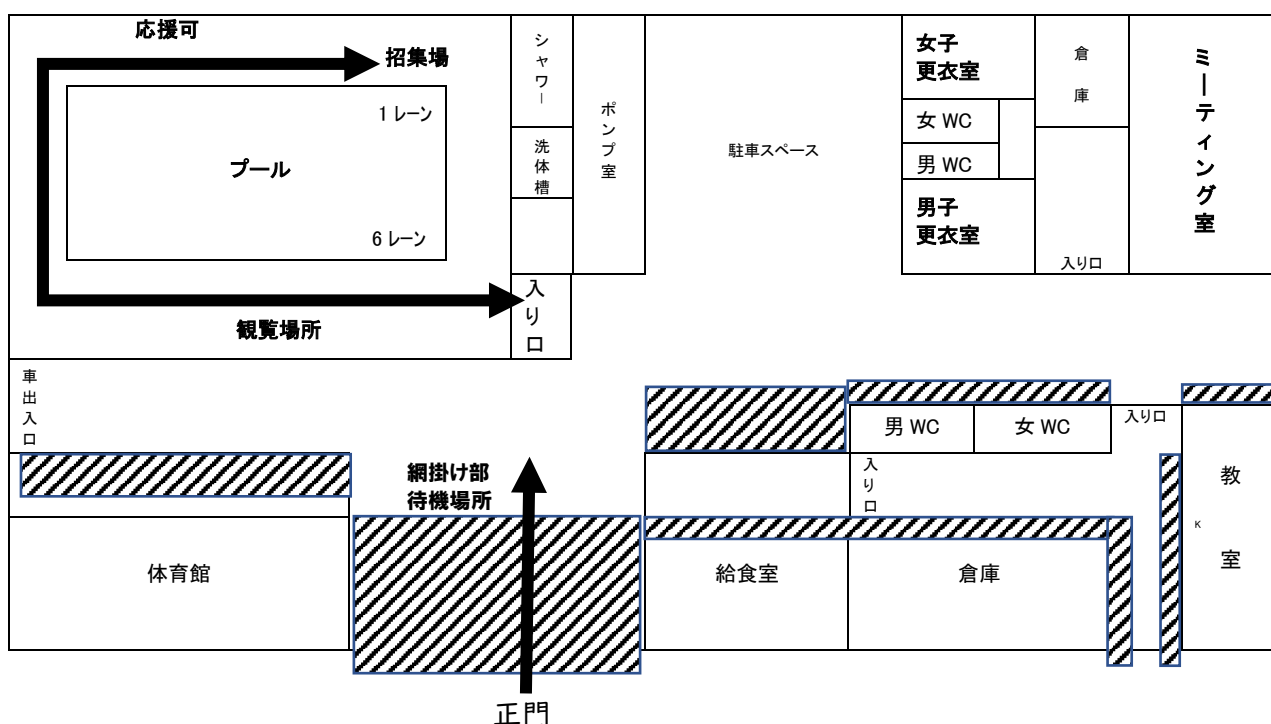 応援可
招集場
1レーン
プール
6レーン
観覧場所
シャワー
洗体槽
入り口
ポンプ室
駐車スペース
女子
更衣室
女WC
男WC
男子
更衣室
倉庫
入り口
ミーティング室
車出入口
網掛け部
待機場所
男WC
女WC
入り口
入り口
教室
K
体育館
給食室
倉庫
正門